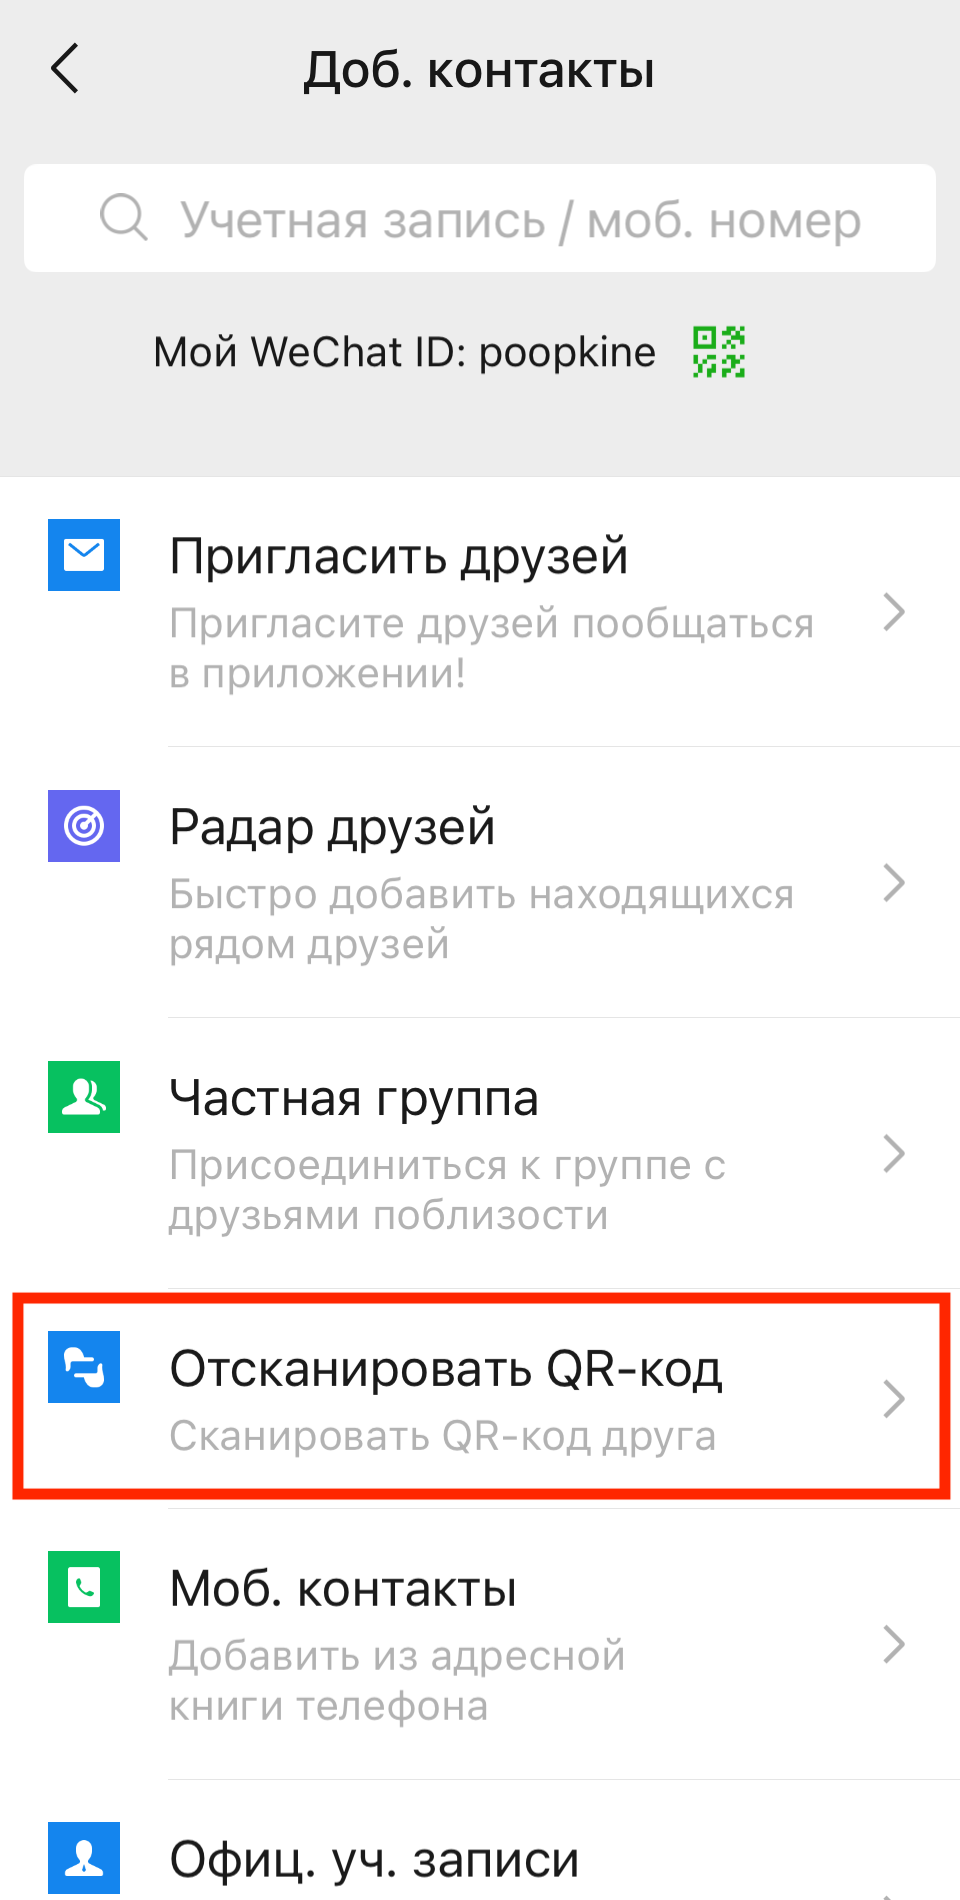 Доб. контакты
Учетная запись / моб. номер
Мой WeChat ID: poopkine
Пригласить друзей
Пригласите друзей пообщаться
в приложении!
Радар друзей
Быстро добавить находящихся
рядом друзей
Частная группа
Присоединиться к группе с
друзьями поблизости
Отсканировать QR-код
Сканировать QR-код друга
Моб. контакты
Добавить из адресной
книги телефона
Офиц. уч. записи